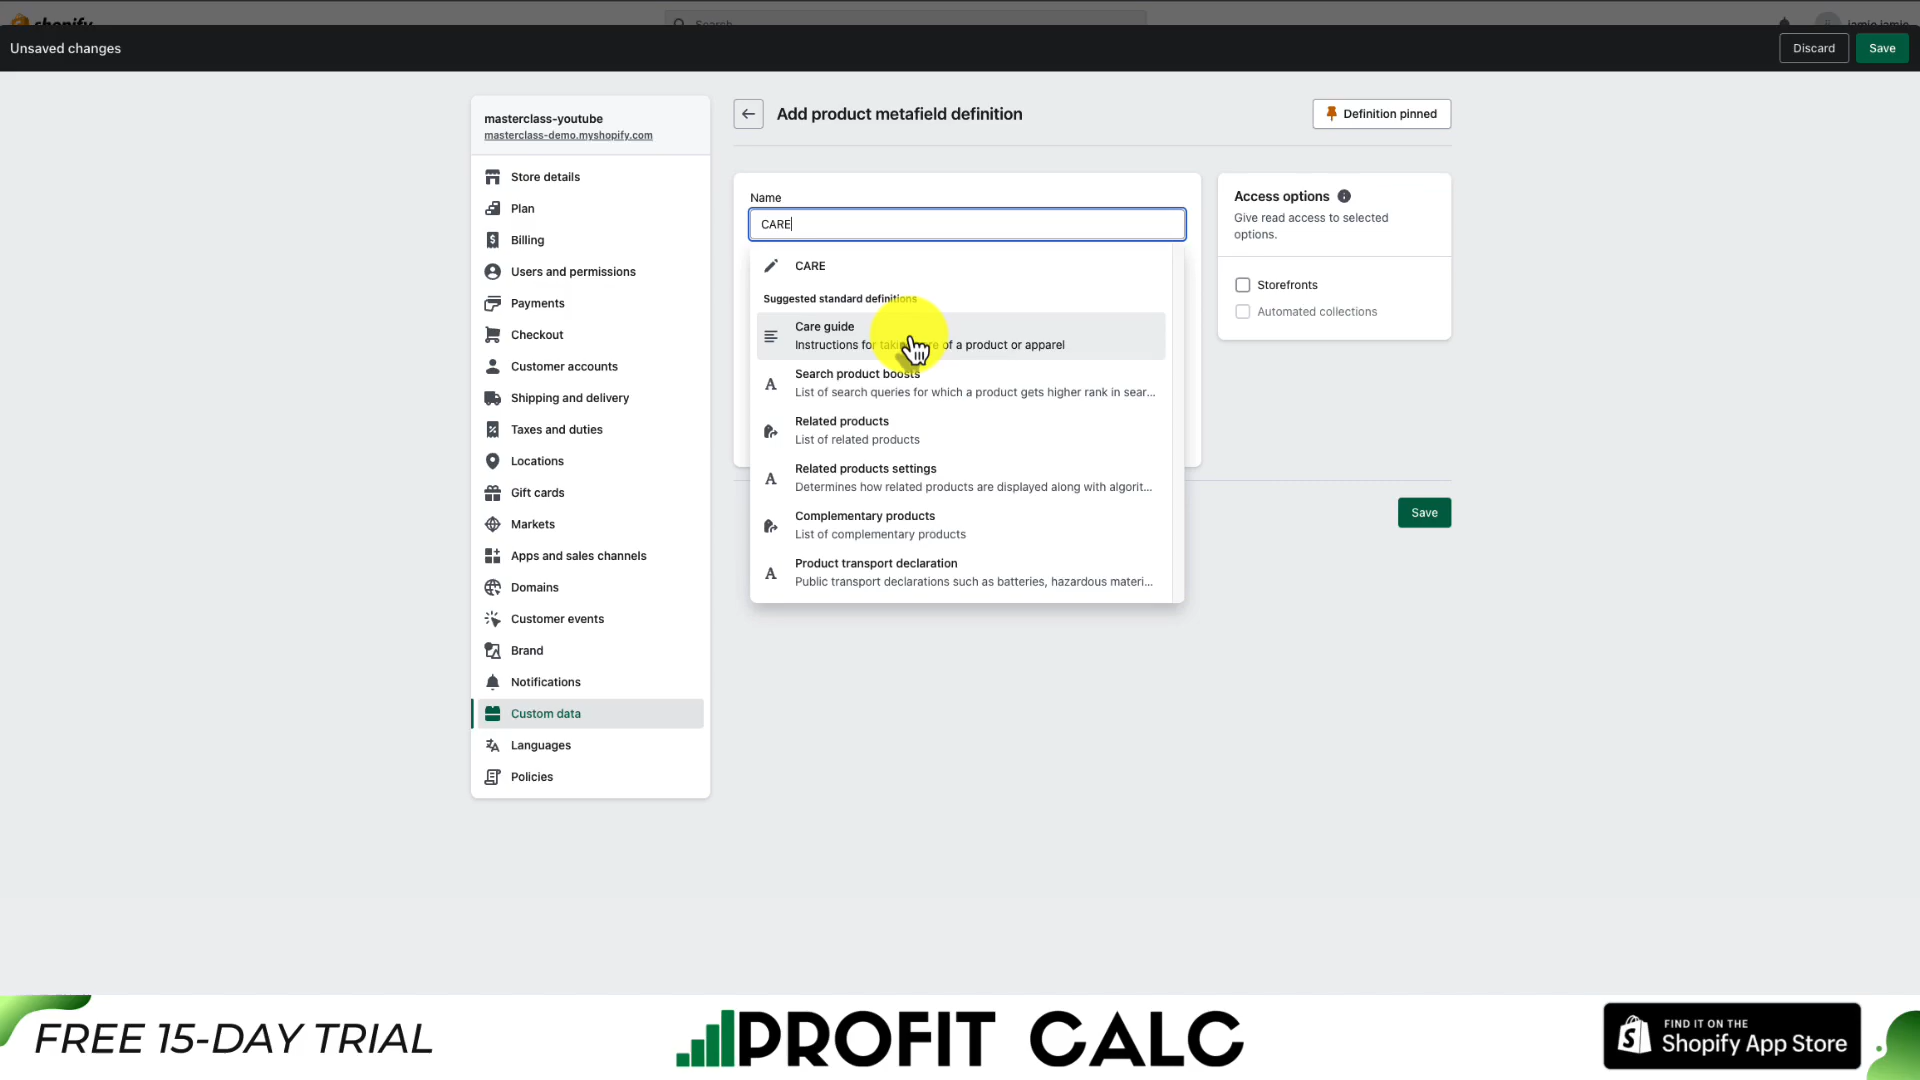 shopify
Search
Unsaved changes
Discard
Save
masterclass-youtube
masterclass-demo.myshopify.com
Store details
Plan
Billing
Users and permissions
Payments
Checkout
Customer accounts
Shipping and delivery
Taxes and duties
Locations
Gift cards
Markets
Apps and sales channels
Domains
Customer events
Brand
Notifications
Custom data
Languages
Policies
Add product metafield definition
Definition pinned
Name
CARE
CARE
Suggested standard definitions
Care guide
Instructions for of a product or apparel
Search product boosts
List of search queries for which a product gets higher rank in sear...
Related products
List of related products
Related products settings
Determines how related products are displayed along with algorit...
Complementary products
List of complementary products
Product transport declaration
Public transport declarations such as batteries, hazardous materi...
Access options
Give read access to selected
options.
Storefronts
Automated collections
Save
FREE 15-DAY TRIAL
PROFIT CALC
FIND IT ON THE
Shopify App Store